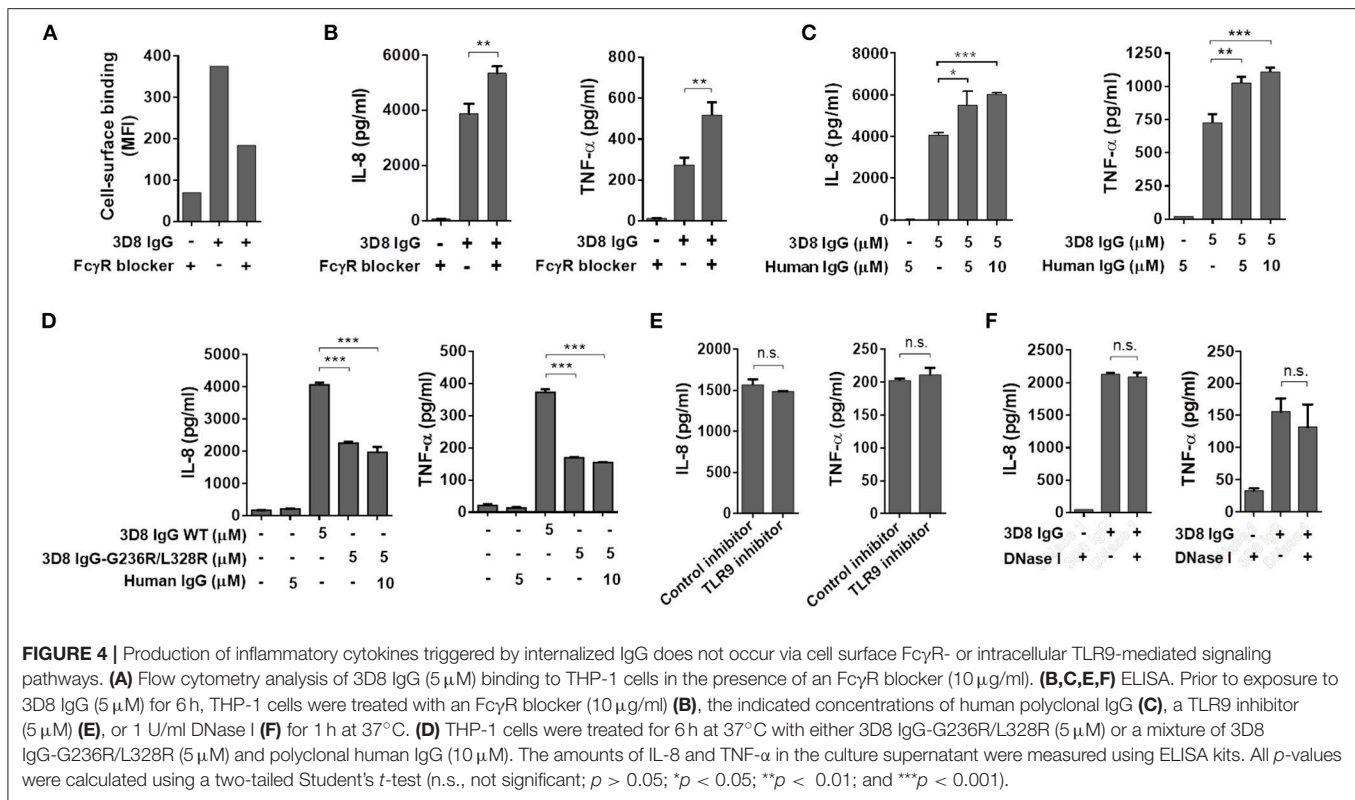 A
Cell-surface binding
(MFI)
400
300
200
100
0
3D8 IgG - + +
FcγR blocker + - +
B
**
IL-8 (pg/ml)
6000
4000
2000
0
3D8 IgG - + +
FcγR blocker + - +
**
TNF-α (pg/ml)
800
600
400
200
0
3D8 IgG - + +
FcγR blocker + - +
C
***
*
IL-8 (pg/ml)
8000
6000
4000
2000
0
3D8 IgG (μM) - 5 5 5
Human IgG (μM) 5 - 5 10
***
**
TNF-α (pg/ml)
1250
1000
750
500
250
0
3D8 IgG (μM) - 5 5 5
Human IgG (μM) 5 - 5 10
D
***
***
IL-8 (pg/ml)
5000
4000
3000
2000
1000
0
3D8 IgG WT (μM) - - 5 - -
3D8 IgG-G236R/L328R (μM) - - - 5 5
Human IgG (μM) - 5 - - 10
***
***
TNF-α (pg/ml)
500
400
300
200
100
0
- - 5 - -
- - - 5 5
- 5 - - 10
E
n.s.
IL-8 (pg/ml)
2000
1500
1000
500
0
Control inhibitor
TLR9 inhibitor
n.s.
TNF-α (pg/ml)
250
200
150
100
50
0
Control inhibitor
TLR9 inhibitor
F
n.s.
IL-8 (pg/ml)
2500
2000
1500
1000
500
0
3D8 IgG - + +
DNase I + - +
n.s.
TNF-α (pg/ml)
250
200
150
100
50
0
3D8 IgG - + +
DNase I + - +
FIGURE 4 | Production of inflammatory cytokines triggered by internalized IgG does not occur via cell surface FcγR- or intracellular TLR9-mediated signaling
pathways. (A) Flow cytometry analysis of 3D8 IgG (5 μM) binding to THP-1 cells in the presence of an FcγR blocker (10 μg/ml). (B,C,E,F) ELISA. Prior to exposure to
3D8 IgG (5 μM) for 6 h, THP-1 cells were treated with an FcγR blocker (10 μg/ml) (B), the indicated concentrations of human polyclonal IgG (C), a TLR9 inhibitor
(5 μM) (E), or 1 U/ml DNase I (F) for 1 h at 37°C. (D) THP-1 cells were treated for 6 h at 37°C with either 3D8 IgG-G236R/L328R (5 μM) or a mixture of 3D8
IgG-G236R/L328R (5 μM) and polyclonal human IgG (10 μM). The amounts of IL-8 and TNF-α in the culture supernatant were measured using ELISA kits. All p-values
were calculated using a two-tailed Student's t-test (n.s., not significant; p > 0.05; *p < 0.05; **p < 0.01; and ***p < 0.001).